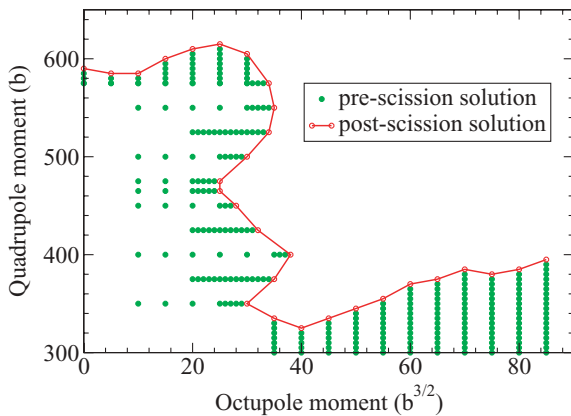 600
500
400
300
Quadrupole moment (b)
pre-scission solution
post-scission solution
0 20 40 60 80
Octupole moment (b^{3/2})